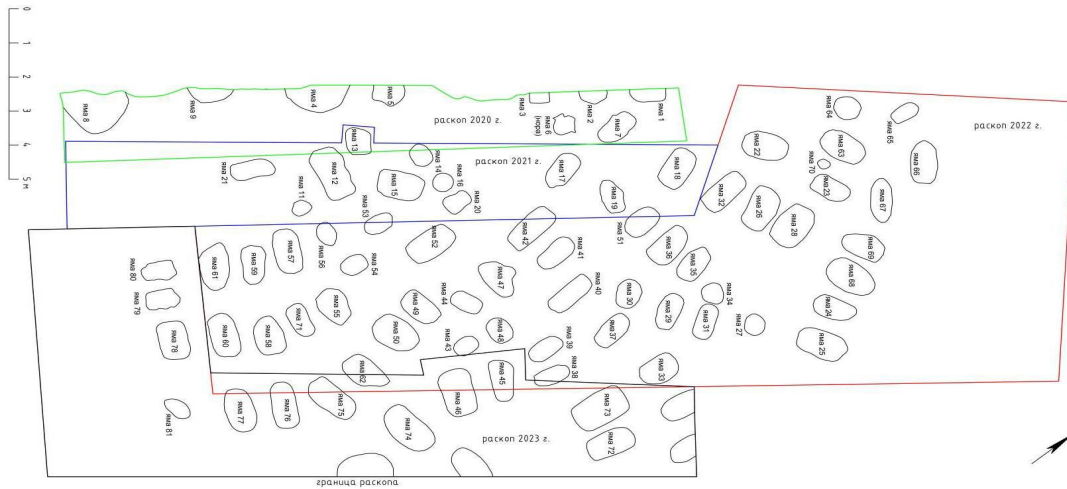 0
1
2
3
4
5 м
яма 8
яма 9
яма 4
яма 5
яма 3
яма 6
(нора)
яма 2
яма 7
яма 1
раскоп 2020 г.
яма 13
раскоп 2021 г.
яма 21
яма 11
яма 12
яма 15
яма 14
яма 16
яма 20
яма 17
яма 19
яма 18
раскоп 2022 г.
яма 64
яма 65
яма 22
яма 63
яма 66
яма 70
яма 23
яма 67
яма 32
яма 26
яма 28
яма 69
яма 68
яма 24
яма 25
яма 53
яма 52
яма 42
яма 51
яма 41
яма 36
яма 35
яма 34
яма 27
яма 31
яма 29
яма 30
яма 40
яма 37
яма 33
яма 39
яма 38
яма 47
яма 44
яма 48
яма 43
яма 49
яма 50
яма 54
яма 56
яма 57
яма 55
яма 71
яма 59
яма 58
яма 61
яма 60
яма 62
яма 80
яма 79
яма 78
яма 81
яма 77
яма 76
яма 75
яма 74
яма 46
яма 45
яма 73
яма 72
раскоп 2023 г.
граница раскопа